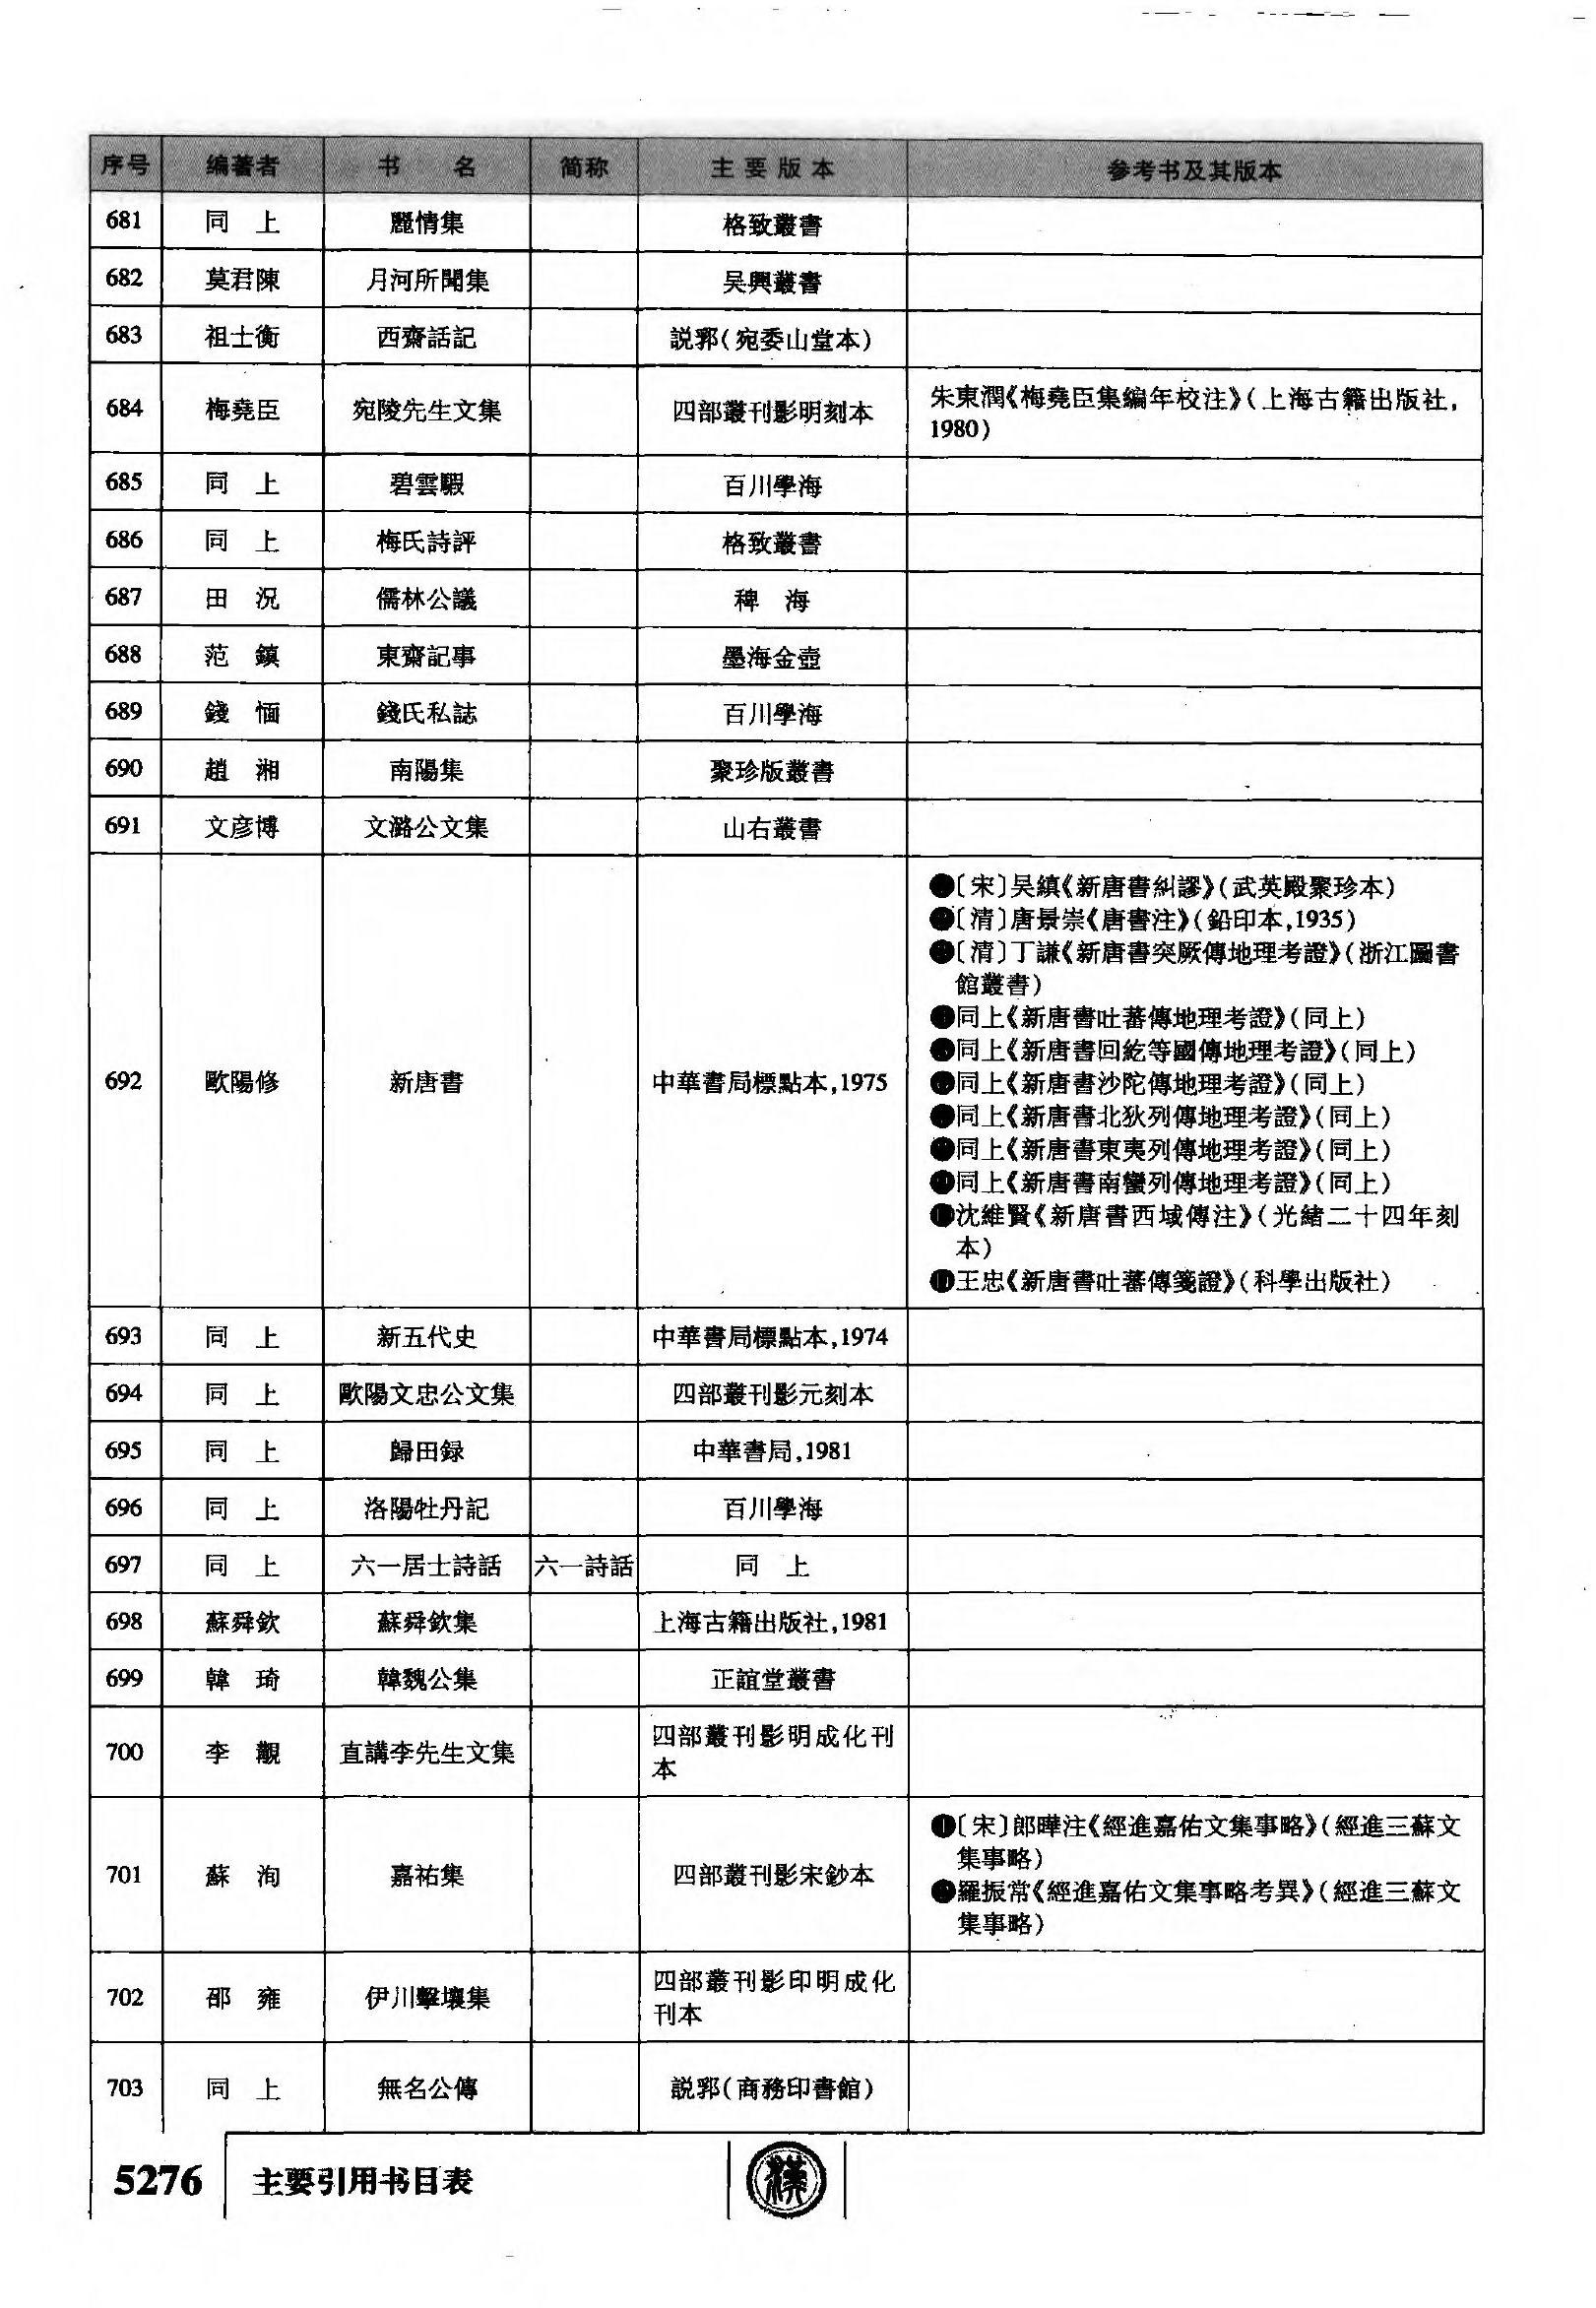 序号 编著者 书 名 简称 主要版本 参考书及其版本
681 同 上 麗情集 格致叢書
682 莫君陳 月河所聞集 吴興叢書
683 祖士衡 西齋話記 説郛(宛委山堂本)
684 梅堯臣 宛陵先生文集 四部叢刊影明刻本 朱東潤《梅堯臣集編年校注》(上海古籍出版社,
1980)
685 同 上 碧雲騢 百川學海
686 同 上 梅氏詩評 格致叢書
687 田 況 儒林公議 稗 海
688 范 鎮 東齋記事 墨海金壺
689 錢 愐 錢氏私誌 百川學海
690 趙 湘 南陽集 聚珍版叢書
691 文彦博 文潞公文集 山右叢書
692 歐陽修 新唐書 中華書局標點本,1975
〔宋〕吴縝《新唐書糾謬》(武英殿聚珍本)
〔清〕唐景崇《唐書注》(鉛印本,1935)
〔清〕丁謙《新唐書突厥傳地理考證》(浙江圖書
館叢書)
同上《新唐書吐蕃傳地理考證》(同上)
同上《新唐書回紇等國傳地理考證》(同上)
同上《新唐書沙陀傳地理考證》(同上)
同上《新唐書北狄列傳地理考證》(同上)
同上《新唐書東夷列傳地理考證》(同上)
同上《新唐書南蠻列傳地理考證》(同上)
沈維賢《新唐書西域傳注》(光緒二十四年刻
本)
王忠《新唐書吐蕃傳箋證》(科學出版社)
693 同 上 新五代史 中華書局標點本,1974
694 同 上 歐陽文忠公文集 四部叢刊影元刻本
695 同 上 歸田録 中華書局,1981
696 同 上 洛陽牡丹記 百川學海
697 同 上 六一居士詩話 六一詩話 同 上
698 蘇舜欽 蘇舜欽集 上海古籍出版社,1981
699 韓 琦 韓魏公集 正誼堂叢書
700 李 覯 直講李先生文集 四部叢刊影明成化刊
本
701 蘇 洵 嘉祐集 四部叢刊影宋鈔本
❶〔宋〕郎曄注《經進嘉佑文集事略》(經進三蘇文
集事略)
羅振常《經進嘉佑文集事略考異》(經進三蘇文
集事略)
702 邵 雍 伊川擊壤集 四部叢刊影印明成化
刊本
703 同 上 無名公傳 説郛(商務印書館)
5276 主要引用书目表
漢